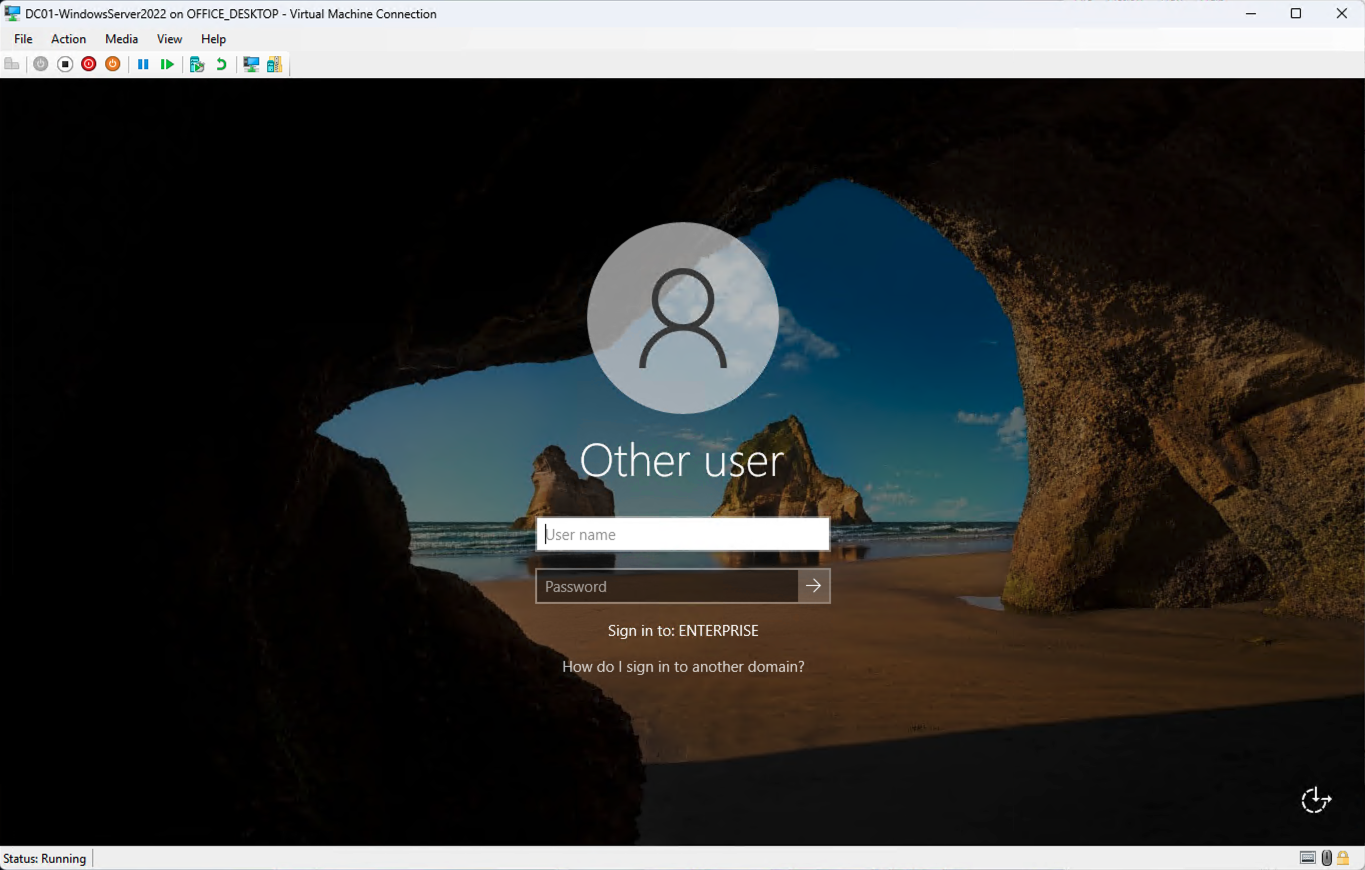 DC01-WindowsServer2022 on OFFICE_DESKTOP - Virtual Machine Connection
File Action Media View Help
Other user
User name
Password
Sign in to: ENTERPRISE
How do I sign in to another domain?
Status: Running